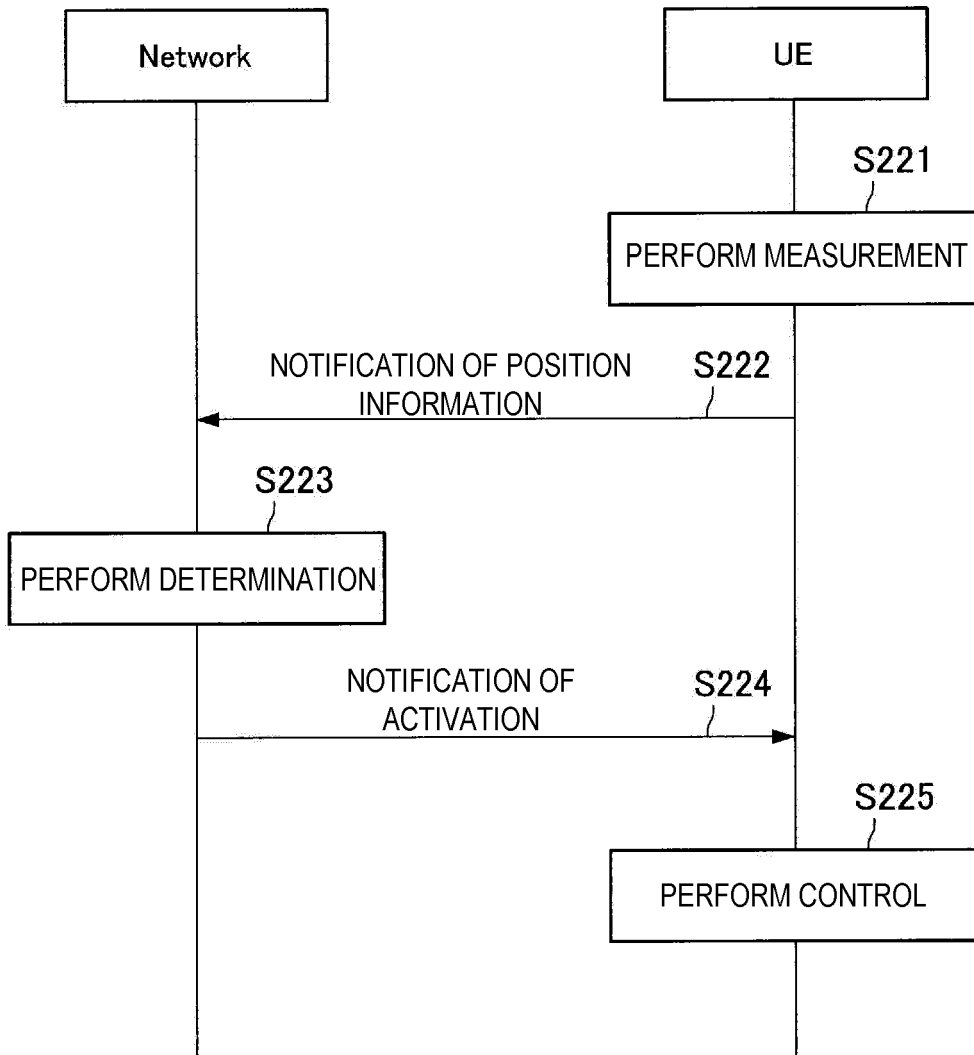 Network
UE
S221
PERFORM MEASUREMENT
NOTIFICATION OF POSITION
INFORMATION
S222
S223
PERFORM DETERMINATION
NOTIFICATION OF
ACTIVATION
S224
S225
PERFORM CONTROL